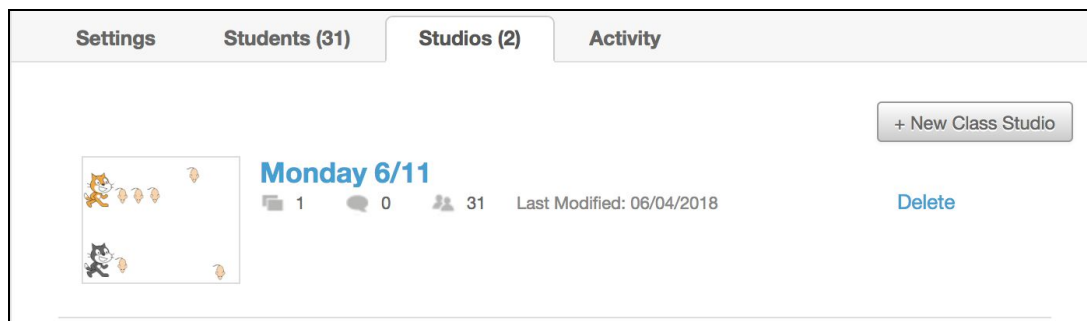 Settings Students (31) Studios (2) Activity
+ New Class Studio
Monday 6/11
1 0 31 Last Modified: 06/04/2018 Delete